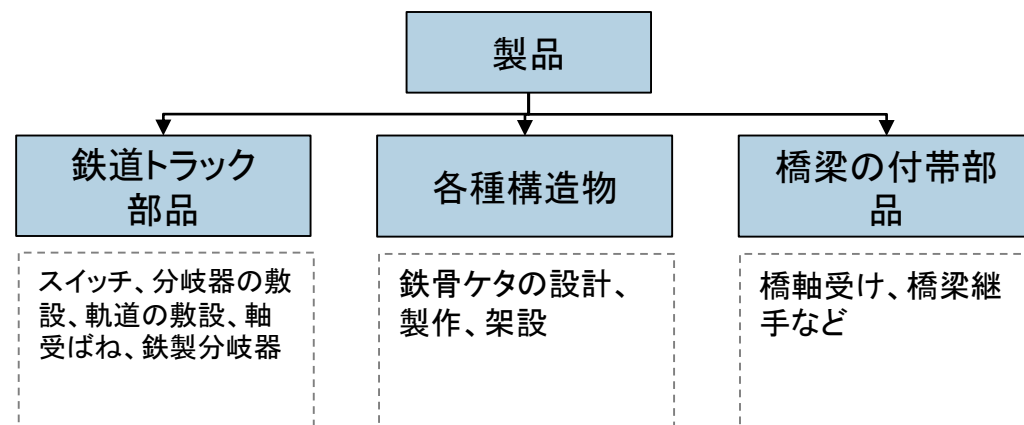 製品
鉄道トラック
部品
各種構造物
橋梁の付帯部
品
スイッチ、分岐器の敷
設、軌道の敷設、軸
受ばね、鉄製分岐器
鉄骨ケタの設計、
製作、架設
橋軸受け、橋梁継
手など